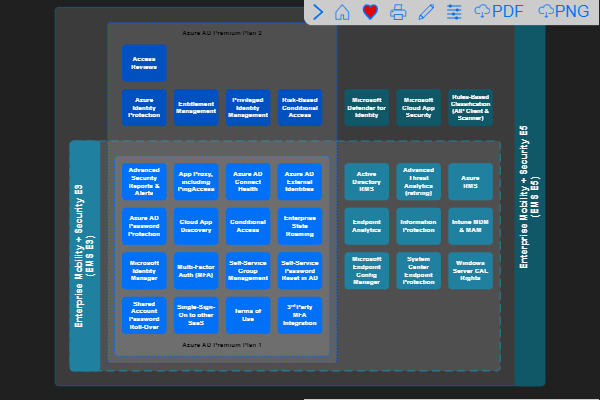 PDF
PNG
Azure AD Premium Plan 2
Access
Reviews
Azure
Identity
Protection
Entitlement
Management
Privileged
Identity
Management
Risk-Based
Conditional
Access
Microsoft
Defender for
Identity
Microsoft
Cloud App
Security
Rules-Based
Classification
(AIP Client &
Scanner)
Enterprise Mobility + Security E3
(EMS E3)
Advanced
Security
Reports &
Alerts
App Proxy,
including
PingAccess
Azure AD
Connect
Health
Azure AD
External
Identities
Active
Directory
RMS
Advanced
Threat
Analytics
(retiring)
Azure
RMS
Azure AD
Password
Protection
Cloud App
Discovery
Conditional
Access
Enterprise
State
Roaming
Endpoint
Analytics
Information
Protection
Intune MDM
& MAM
Microsoft
Identity
Manager
Multi-Factor
Auth (MFA)
Self-Service
Group
Management
Self-Service
Password
Reset in AD
Microsoft
Endpoint
Config
Manager
System
Center
Endpoint
Protection
Windows
Server CAL
Rights
Shared
Account
Password
Roll-Over
Single-Sign-
On to other
SaaS
Terms of
Use
3rd Party
MFA
Integration
Azure AD Premium Plan 1
Enterprise Mobility + Security E5
(EMS E5)